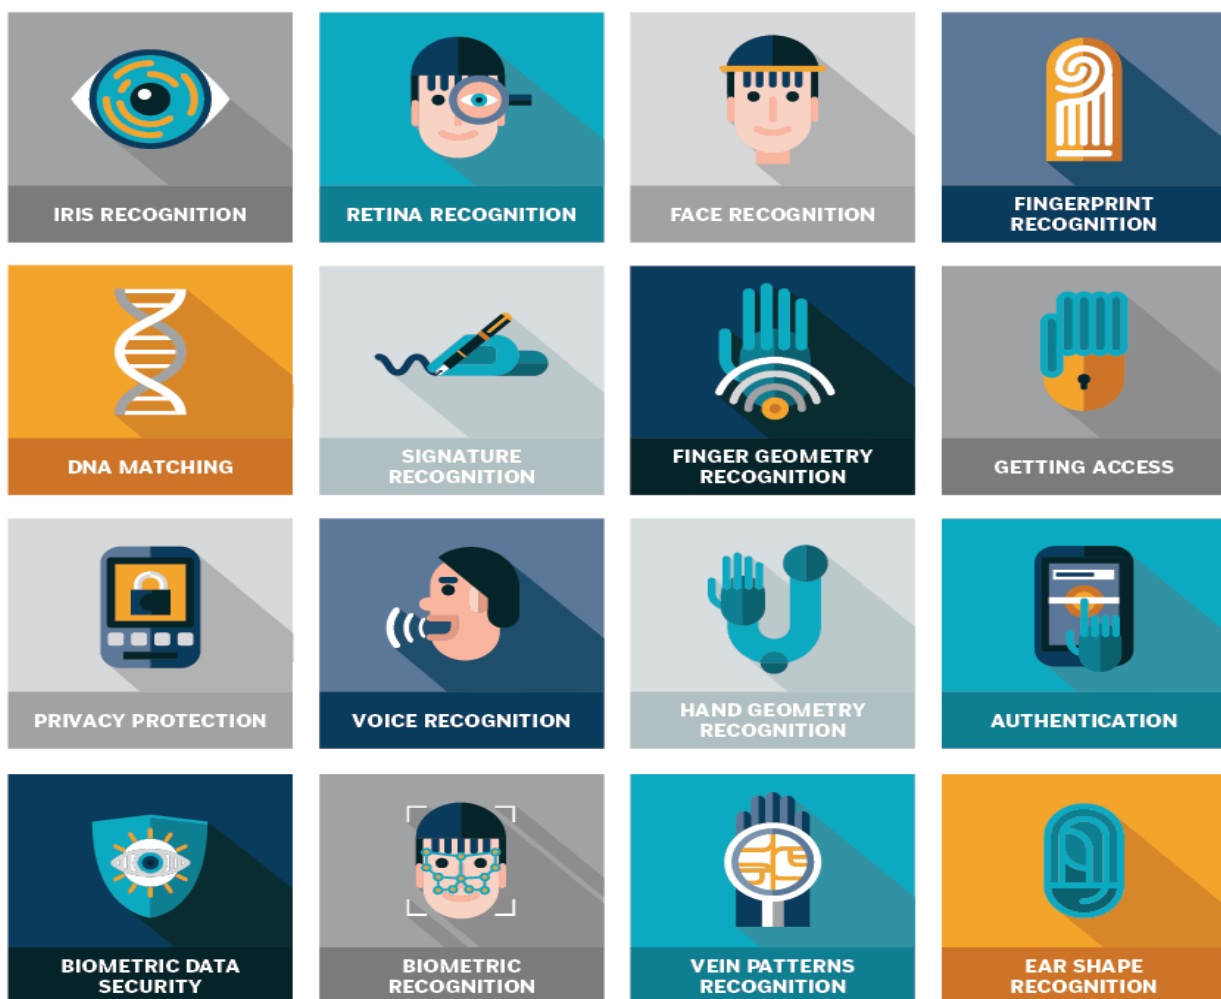 IRIS RECOGNITION
RETINA RECOGNITION
FACE RECOGNITION
FINGERPRINT
RECOGNITION
DNA MATCHING
SIGNATURE
RECOGNITION
FINGER GEOMETRY
RECOGNITION
GETTING ACCESS
PRIVACY PROTECTION
VOICE RECOGNITION
HAND GEOMETRY
RECOGNITION
AUTHENTICATION
BIOMETRIC DATA
SECURITY
BIOMETRIC
RECOGNITION
VEIN PATTERNS
RECOGNITION
EAR SHAPE
RECOGNITION